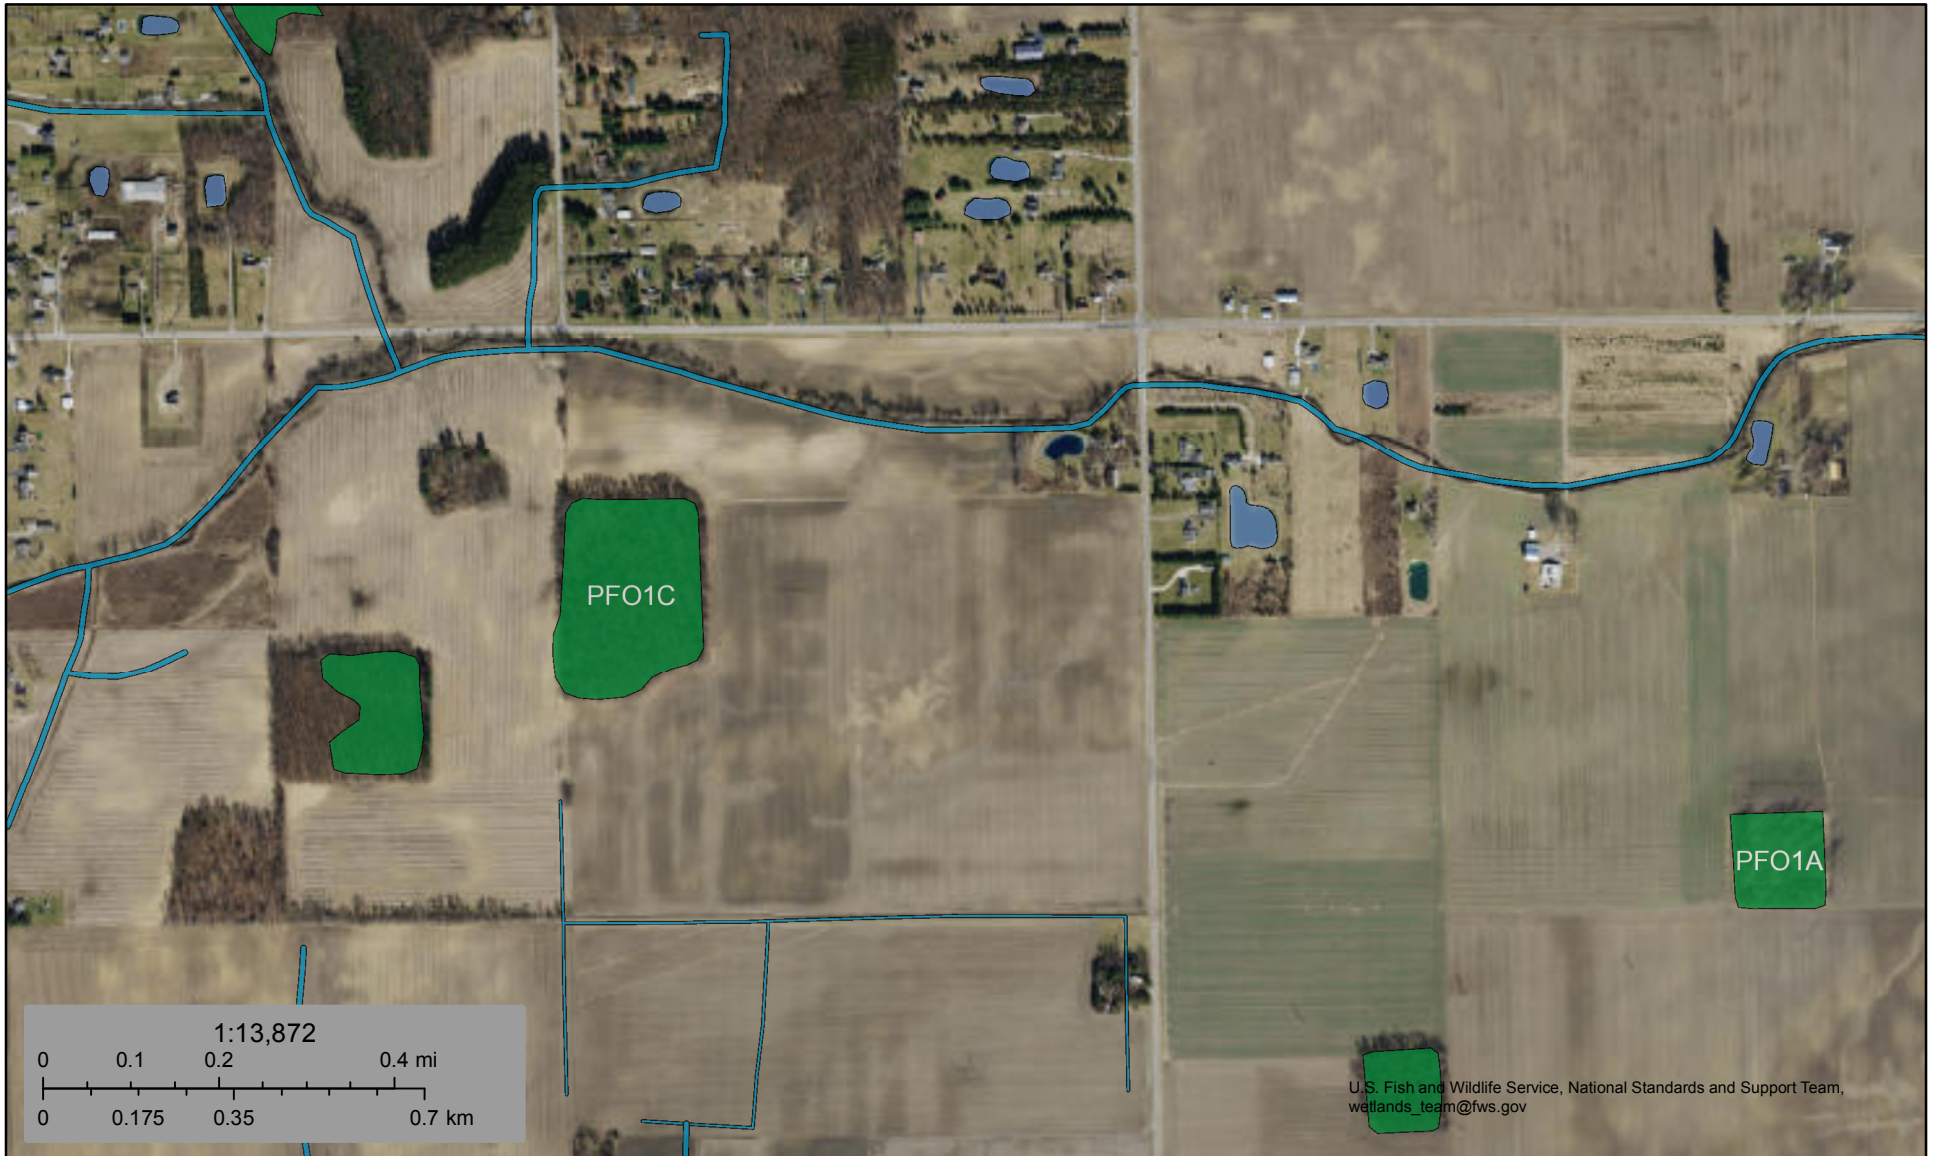 PFO1C
PFO1A
1:13,872
0 0.1 0.2 0.4 mi
0 0.175 0.35 0.7 km
U.S. Fish and Wildlife Service, National Standards and Support Team,
wetlands_team@fws.gov